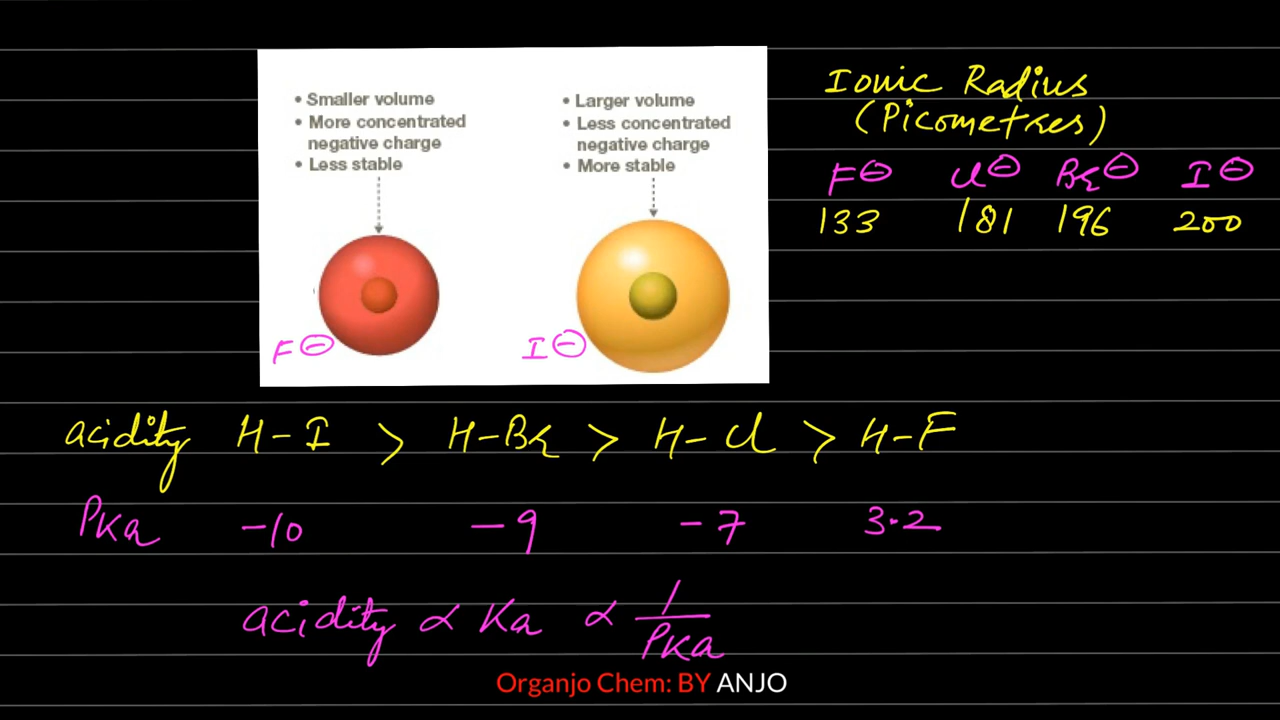 • Smaller volume
• More concentrated
negative charge
• Less stable
• Larger volume
• Less concentrated
negative charge
• More stable
F⊖
I⊖
Ionic Radius
(Picometres)
F⊖ Cl⊖ Br⊖ I⊖
133 181 196 200
acidity H-I > H-Br > H-Cl > H-F
PKa -10 -9 -7 3.2
acidity ∝ Ka ∝ 1/PKa
Organjo Chem: BY ANJO